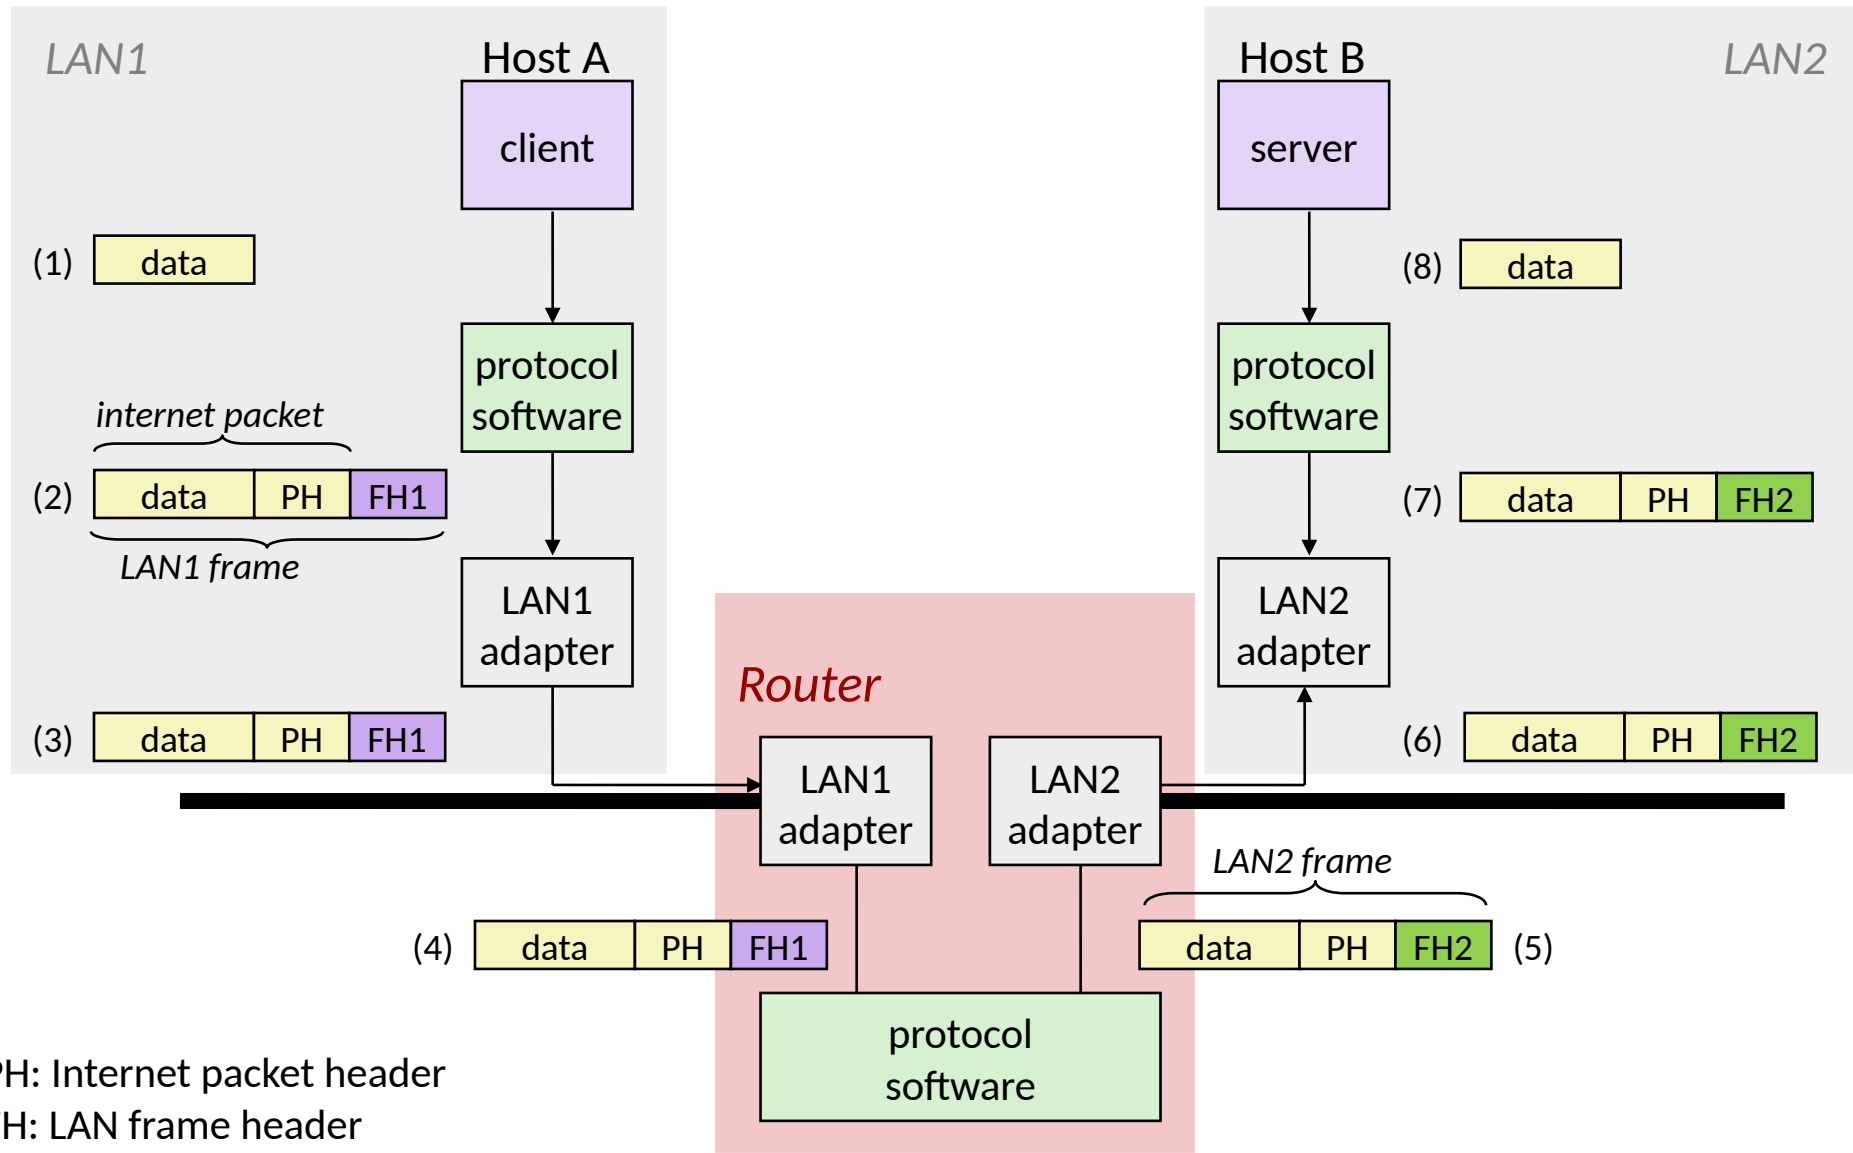 LAN1
Host A
client
(1) data
protocol
software
internet packet
(2) data PH FH1
LAN1 frame
LAN1
adapter
(3) data PH FH1
Host B
LAN2
server
(8) data
protocol
software
(7) data PH FH2
LAN2
adapter
(6) data PH FH2
Router
LAN1
adapter
LAN2
adapter
LAN2 frame
(4) data PH FH1
data PH FH2 (5)
protocol
software
PH: Internet packet header
H: LAN frame header